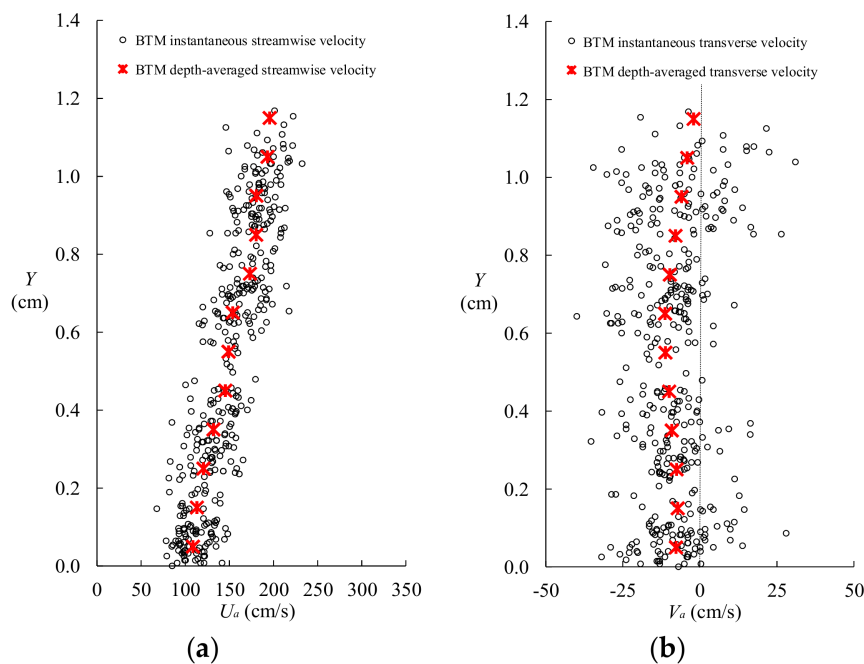 BTM instantaneous streamwise velocity
BTM depth-averaged streamwise velocity
1.4
1.2
1.0
0.8
0.6
0.4
0.2
0.0
Y
(cm)
0 50 100 150 200 250 300 350
Ua (cm/s)
(a)
BTM instantaneous transverse velocity
BTM depth-averaged transverse velocity
1.4
1.2
1.0
0.8
0.6
0.4
0.2
0.0
Y
(cm)
-50 -25 0 25 50
Va (cm/s)
(b)